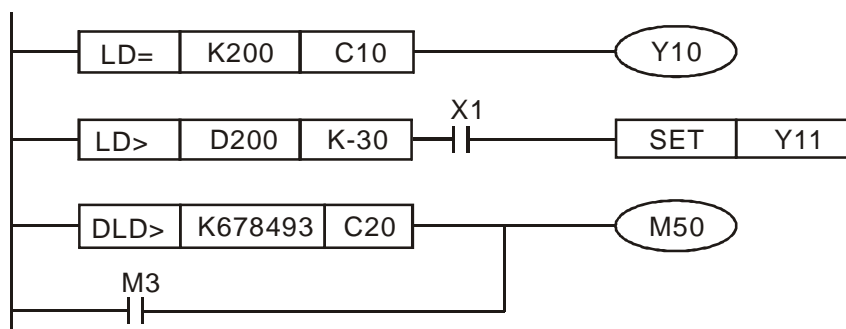 LD= K200 C10 Y10
X1
LD> D200 K-30 SET Y11
DLD> K678493 C20 M50
M3